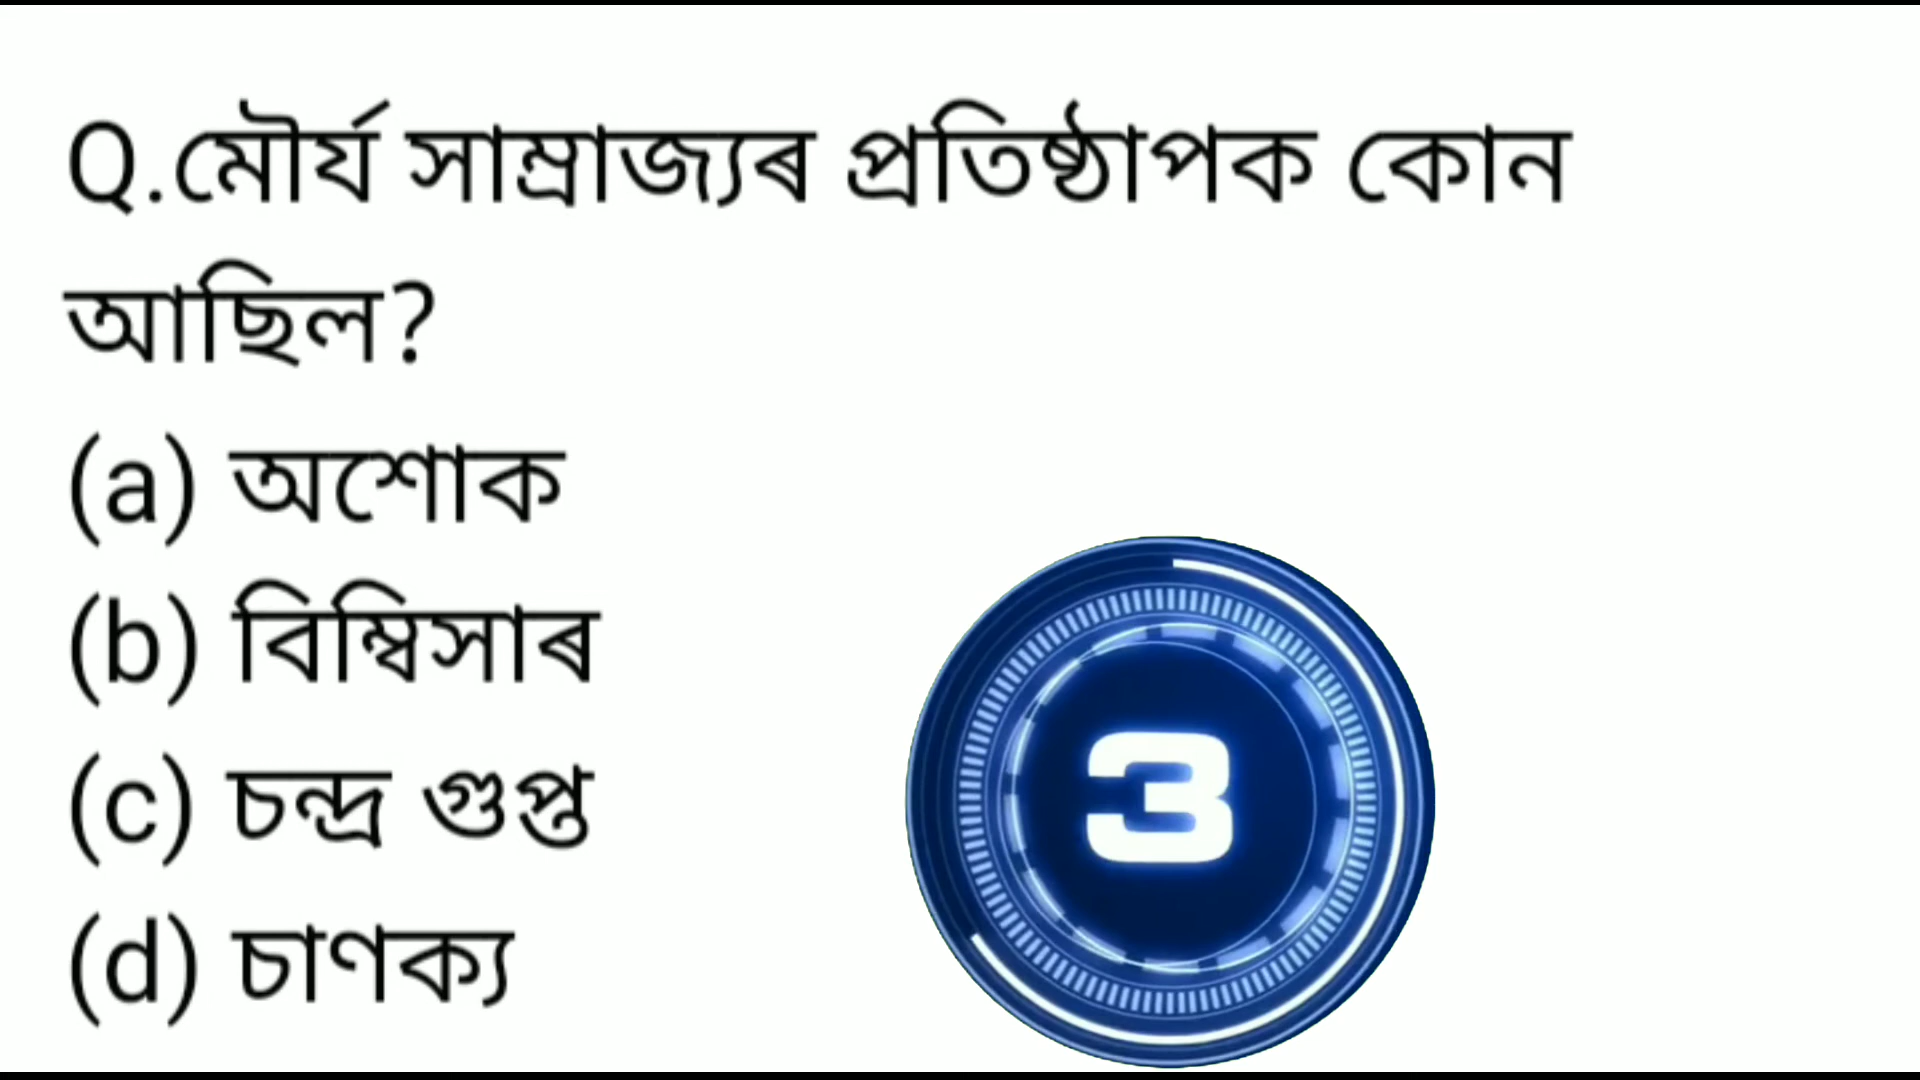 Q.মৌৰ্য সাম্ৰাজ্যৰ প্ৰতিষ্ঠাপক কোন
আছিল?
(a) অশোক
(b) বিম্বিসাৰ
(c) চন্দ্ৰ গুপ্ত
(d) চাণক্য
3